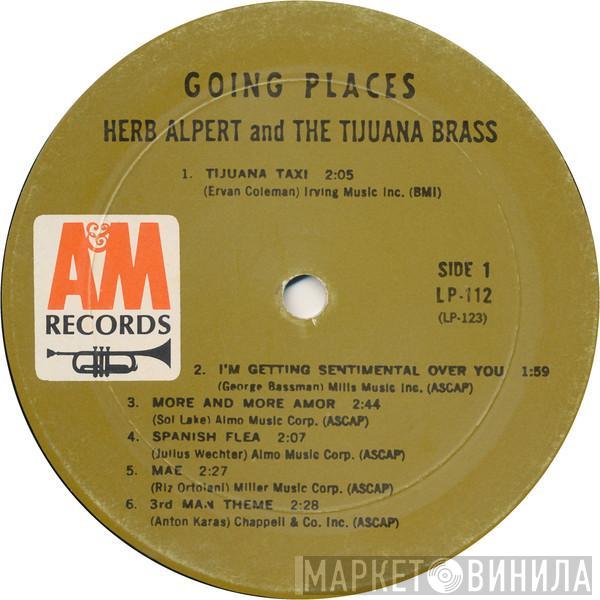 GOING PLACES
HERB ALPERT and THE TIJUANA BRASS
1. TIJUANA TAXI 2:05
(Ervan Coleman) Irving Music Inc. (BMI)
A&M
RECORDS
SIDE 1
LP-112
(LP-123)
2. I'M GETTING SENTIMENTAL OVER YOU 1:59
(George Bassman) Mills Music Inc. (ASCAP)
3. MORE AND MORE AMOR 2:44
(Sol Lake) Almo Music Corp. (ASCAP)
4. SPANISH FLEA 2:07
(Julius Wechter) Almo Music Corp. (ASCAP)
5. MAE 2:27
(Riz Ortolani) Miller Music Corp. (ASCAP)
6. 3rd MAN THEME 2:28
(Anton Karas) Chappell & Co. Inc. (ASCAP)
МАРКЕТ ВИНИЛА